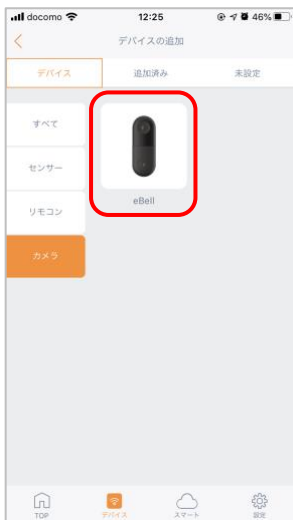 docomo 12:25 46%
デバイスの追加
デバイス 追加済み 未設定
すべて
センサー
リモコン
カメラ
eBell
TOP デバイス スマート 設定